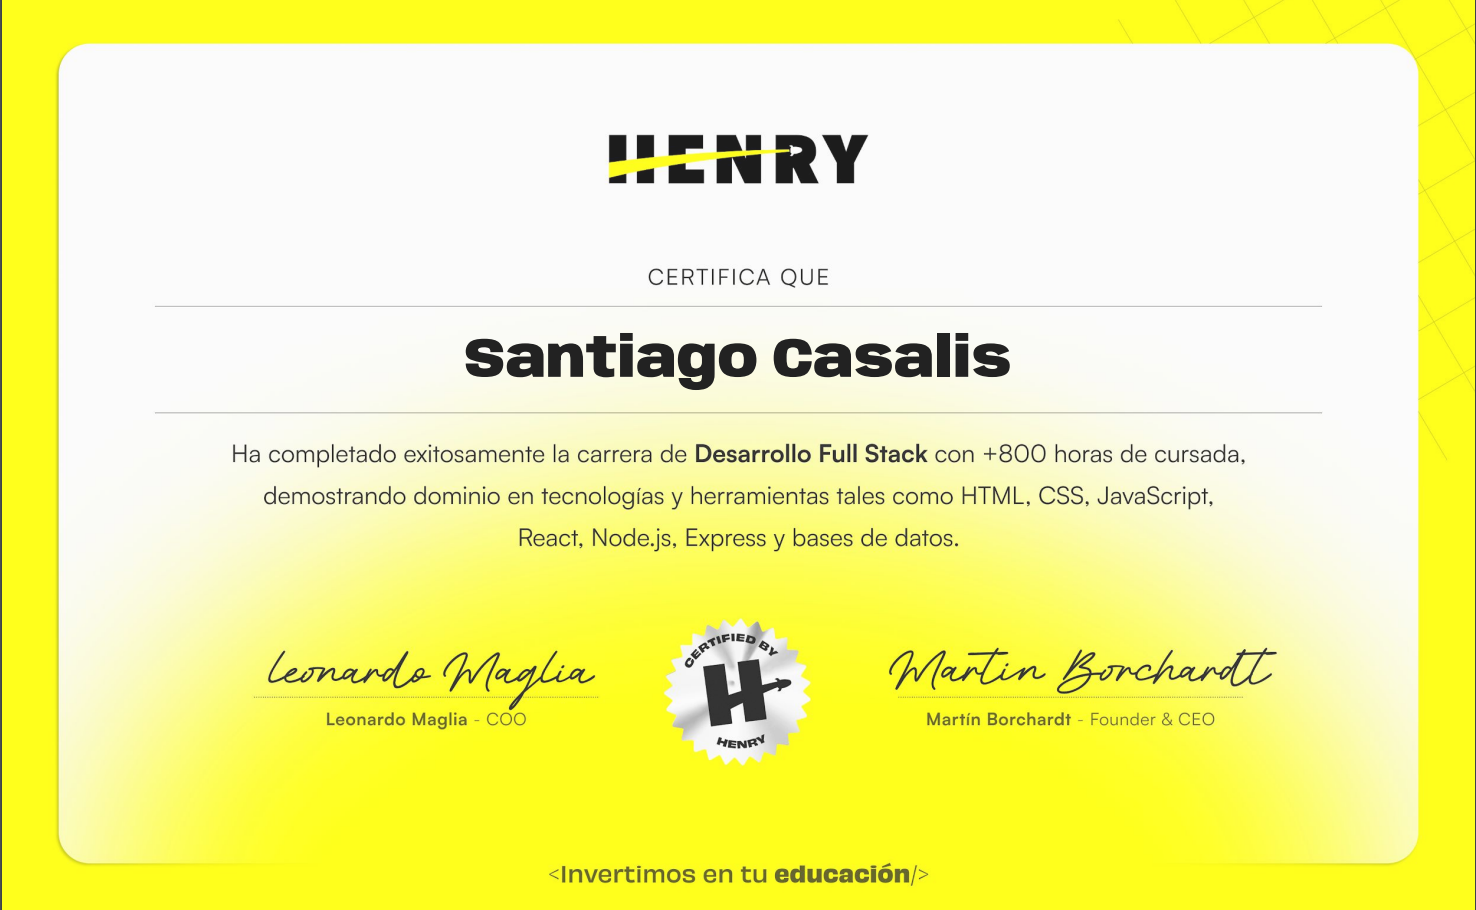 HENRY
CERTIFICA QUE
Santiago Casalis
Ha completado exitosamente la carrera de Desarrollo Full Stack con +800 horas de cursada,
demostrando dominio en tecnologías y herramientas tales como HTML, CSS, JavaScript,
React, Node.js, Express y bases de datos.
Leonardo Maglia
Leonardo Maglia - COO
CERTIFIED BY
H
HENRY
Martin Borchardt
Martín Borchardt - Founder & CEO
<Invertimos en tu educación/>